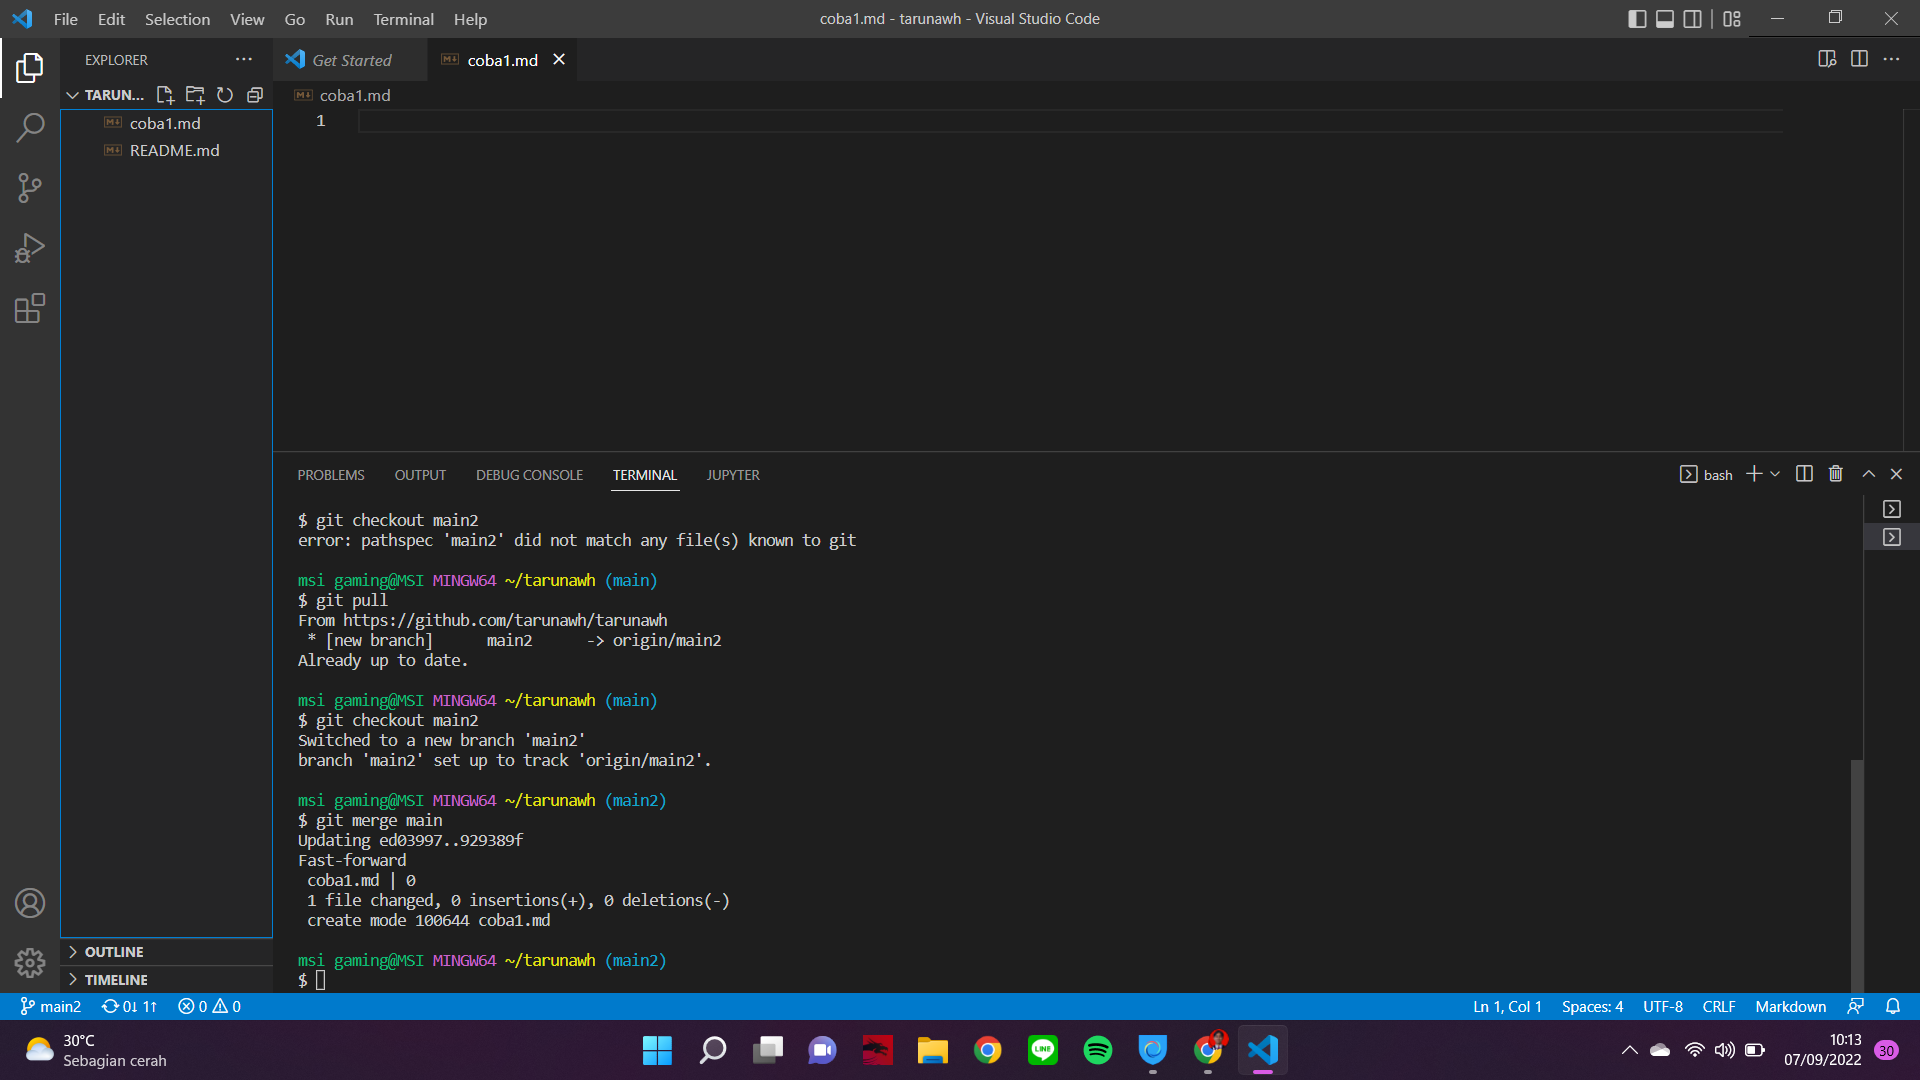 File Edit Selection View Go Run Terminal Help
coba1.md - tarunawh - Visual Studio Code
EXPLORER
Get Started
coba1.md
TARUN...
coba1.md
1
coba1.md
README.md
PROBLEMS OUTPUT DEBUG CONSOLE TERMINAL JUPYTER
bash
$ git checkout main2
error: pathspec 'main2' did not match any file(s) known to git
msi gaming@MSI MINGW64 ~/tarunawh (main)
$ git pull
From https://github.com/tarunawh/tarunawh
* [new branch]      main2      -> origin/main2
Already up to date.
msi gaming@MSI MINGW64 ~/tarunawh (main)
$ git checkout main2
Switched to a new branch 'main2'
branch 'main2' set up to track 'origin/main2'.
msi gaming@MSI MINGW64 ~/tarunawh (main2)
$ git merge main
Updating ed03997..929389f
Fast-forward
coba1.md | 0
1 file changed, 0 insertions(+), 0 deletions(-)
create mode 100644 coba1.md
msi gaming@MSI MINGW64 ~/tarunawh (main2)
$
OUTLINE
TIMELINE
main2 0↓ 1↑ 0 0
Ln 1, Col 1 Spaces: 4 UTF-8 CRLF Markdown
30°C
Sebagian cerah
LINE
10:13
07/09/2022
30